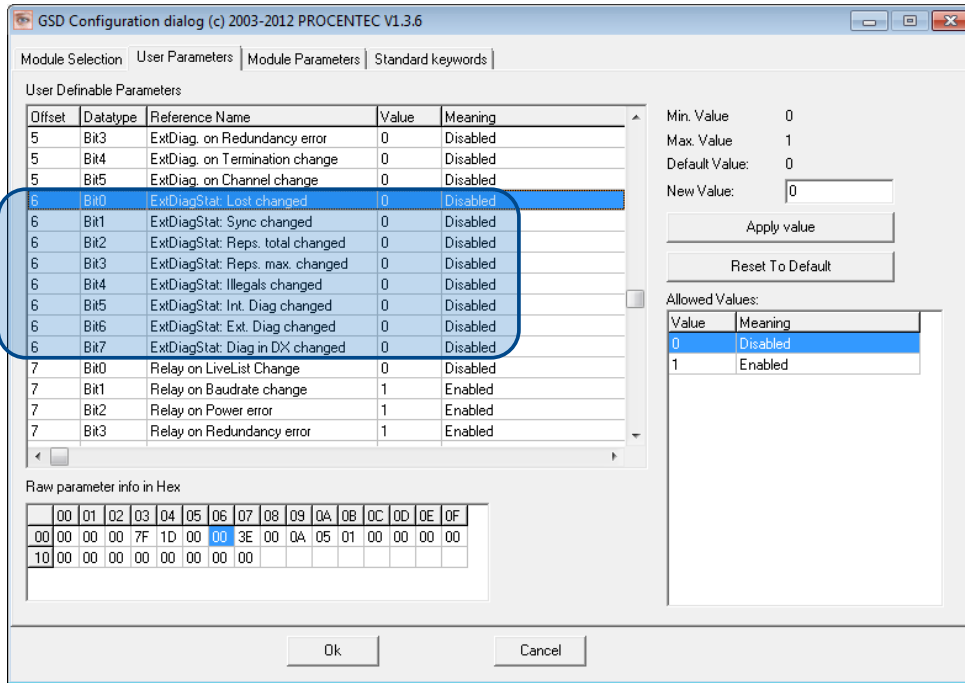 GSD Configuration dialog (c) 2003-2012 PROCENTEC V1.3.6
Module Selection User Parameters Module Parameters Standard keywords
User Definable Parameters
Offset Datatype Reference Name Value Meaning
5 Bit3 ExtDiag. on Redundancy error 0 Disabled
5 Bit4 ExtDiag. on Termination change 0 Disabled
5 Bit5 ExtDiag. on Channel change 0 Disabled
6 Bit0 ExtDiagStat: Lost changed 0 Disabled
6 Bit1 ExtDiagStat: Sync changed 0 Disabled
6 Bit2 ExtDiagStat: Reps. total changed 0 Disabled
6 Bit3 ExtDiagStat: Reps. max. changed 0 Disabled
6 Bit4 ExtDiagStat: Illegals changed 0 Disabled
6 Bit5 ExtDiagStat: Int. Diag changed 0 Disabled
6 Bit6 ExtDiagStat: Ext. Diag changed 0 Disabled
6 Bit7 ExtDiagStat: Diag in DX changed 0 Disabled
7 Bit0 Relay on LiveList Change 0 Disabled
7 Bit1 Relay on Baudrate change 1 Enabled
7 Bit2 Relay on Power error 1 Enabled
7 Bit3 Relay on Redundancy error 1 Enabled
Min. Value 0
Max. Value 1
Default Value: 0
New Value: 0
Apply value
Reset To Default
Allowed Values:
Value Meaning
0 Disabled
1 Enabled
Raw parameter info in Hex
00 01 02 03 04 05 06 07 08 09 0A 0B 0C 0D 0E 0F
00 00 00 00 7F 1D 00 00 3E 00 0A 05 01 00 00 00 00
10 00 00 00 00 00 00 00 00
Ok Cancel